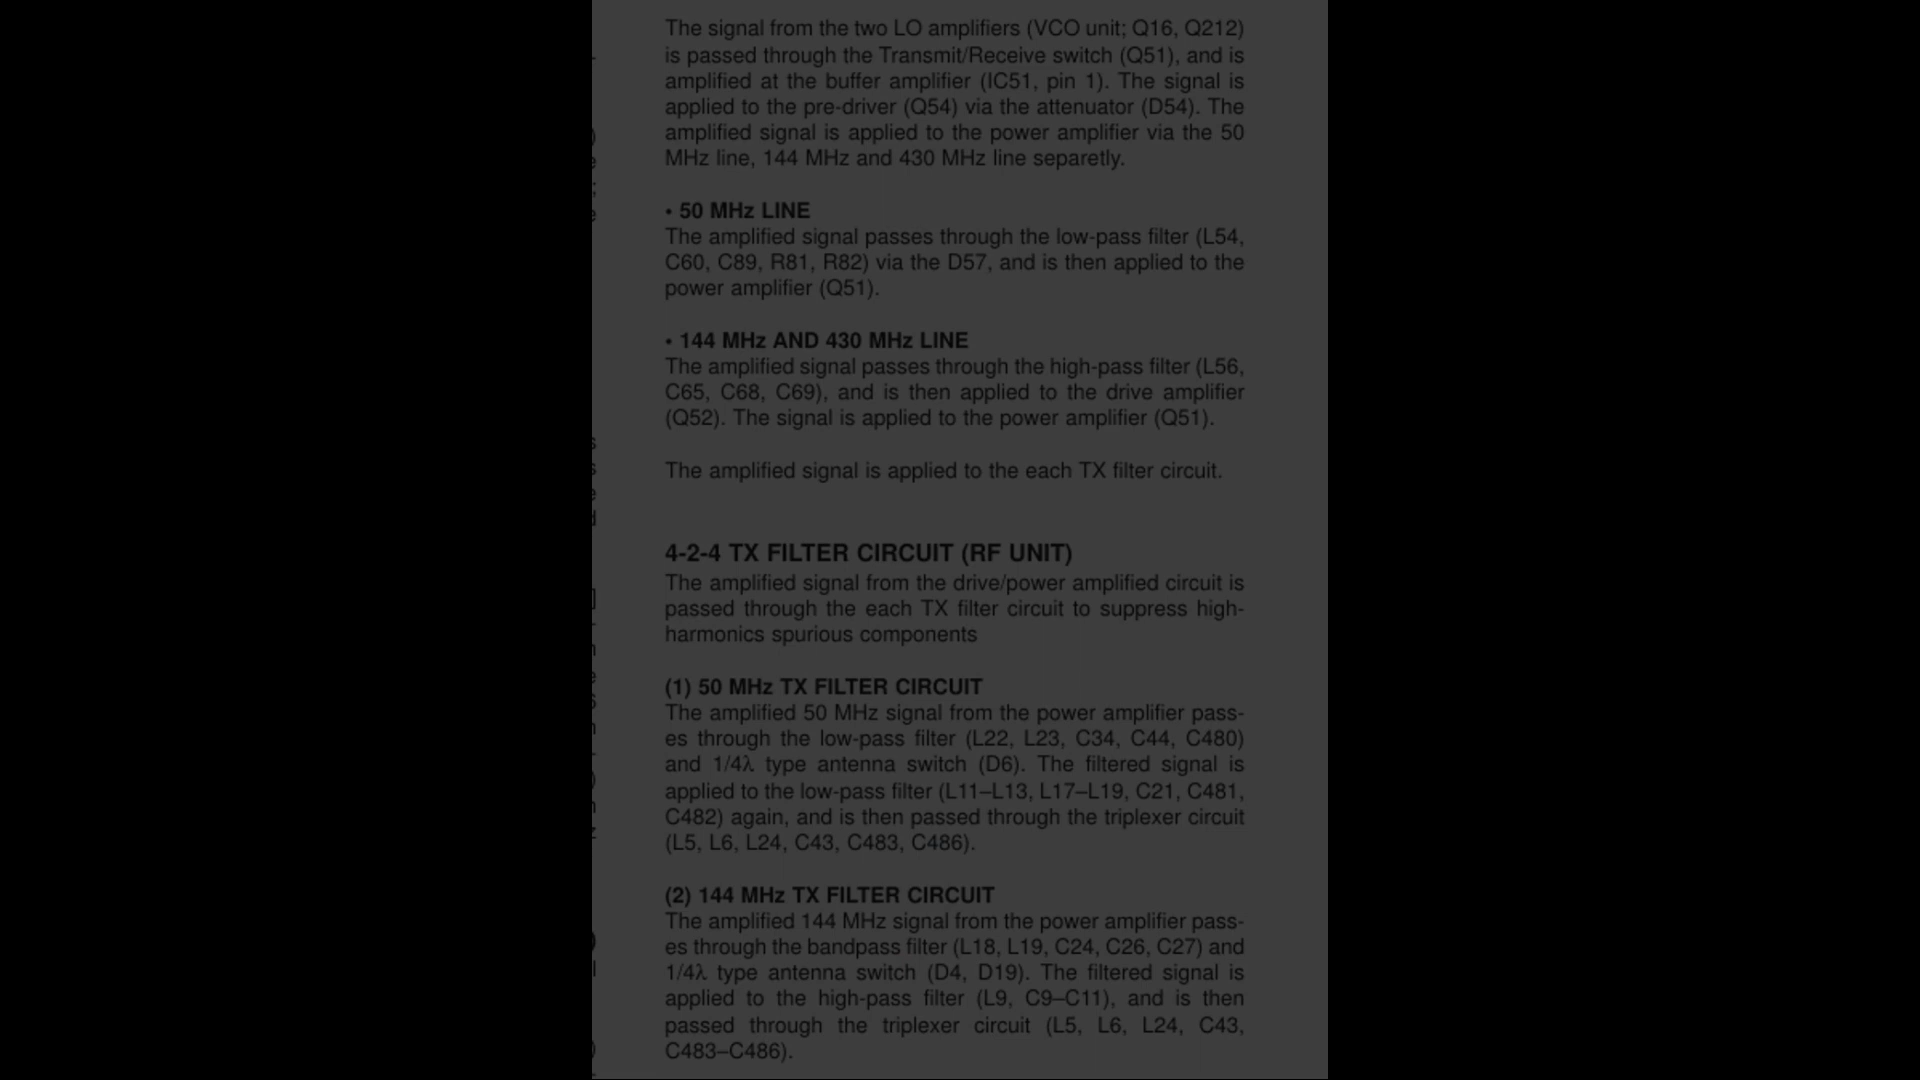 The signal from the two LO amplifiers (VCO unit; Q16, Q212)
is passed through the Transmit/Receive switch (Q51), and is
amplified at the buffer amplifier (IC51, pin 1). The signal is
applied to the pre-driver (Q54) via the attenuator (D54). The
amplified signal is applied to the power amplifier via the 50
MHz line, 144 MHz and 430 MHz line separetly.
• 50 MHz LINE
The amplified signal passes through the low-pass filter (L54,
C60, C89, R81, R82) via the D57, and is then applied to the
power amplifier (Q51).
• 144 MHz AND 430 MHz LINE
The amplified signal passes through the high-pass filter (L56,
C65, C68, C69), and is then applied to the drive amplifier
(Q52). The signal is applied to the power amplifier (Q51).
The amplified signal is applied to the each TX filter circuit.
4-2-4 TX FILTER CIRCUIT (RF UNIT)
The amplified signal from the drive/power amplified circuit is
passed through the each TX filter circuit to suppress high-
harmonics spurious components
(1) 50 MHz TX FILTER CIRCUIT
The amplified 50 MHz signal from the power amplifier pass-
es through the low-pass filter (L22, L23, C34, C44, C480)
and 1/4λ type antenna switch (D6). The filtered signal is
applied to the low-pass filter (L11–L13, L17–L19, C21, C481,
C482) again, and is then passed through the triplexer circuit
(L5, L6, L24, C43, C483, C486).
(2) 144 MHz TX FILTER CIRCUIT
The amplified 144 MHz signal from the power amplifier pass-
es through the bandpass filter (L18, L19, C24, C26, C27) and
1/4λ type antenna switch (D4, D19). The filtered signal is
applied to the high-pass filter (L9, C9–C11), and is then
passed through the triplexer circuit (L5, L6, L24, C43,
C483–C486).